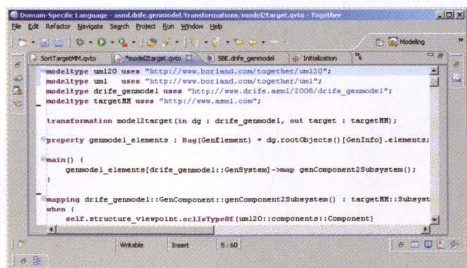 Domain-Specific Language - asml.drife.genmodel/transformations/model2target.qvto - Together
File Edit Refactor Navigate Search Project Run Window Help
Modeling
SortTargetMM.qvto *model2target.qvto SBE.drife_genmodel Initialization
modeltype uml20 uses "http://www.borland.com/together/uml20";
modeltype uml uses "http://www.borland.com/together/uml";
modeltype drife_genmodel uses "http://www.drife.asml/2008/drife_genmodel";
modeltype targetMM uses "http://www.asml.com";
transformation model2target(in dg : drife_genmodel, out target : targetMM);
property genmodel_elements : Bag(GenElement) = dg.rootObjects()[GenInfo].elements;
main() {
genmodel_elements[drife_genmodel::GenSystem]->map genComponent2Subsystem();
}
mapping drife_genmodel::GenComponent::genComponent2Subsystem() : targetMM::Subsyst
when {
self.structure_viewpoint.oclIsTypeOf(uml20::components::Component)
Writable Insert 5 : 60